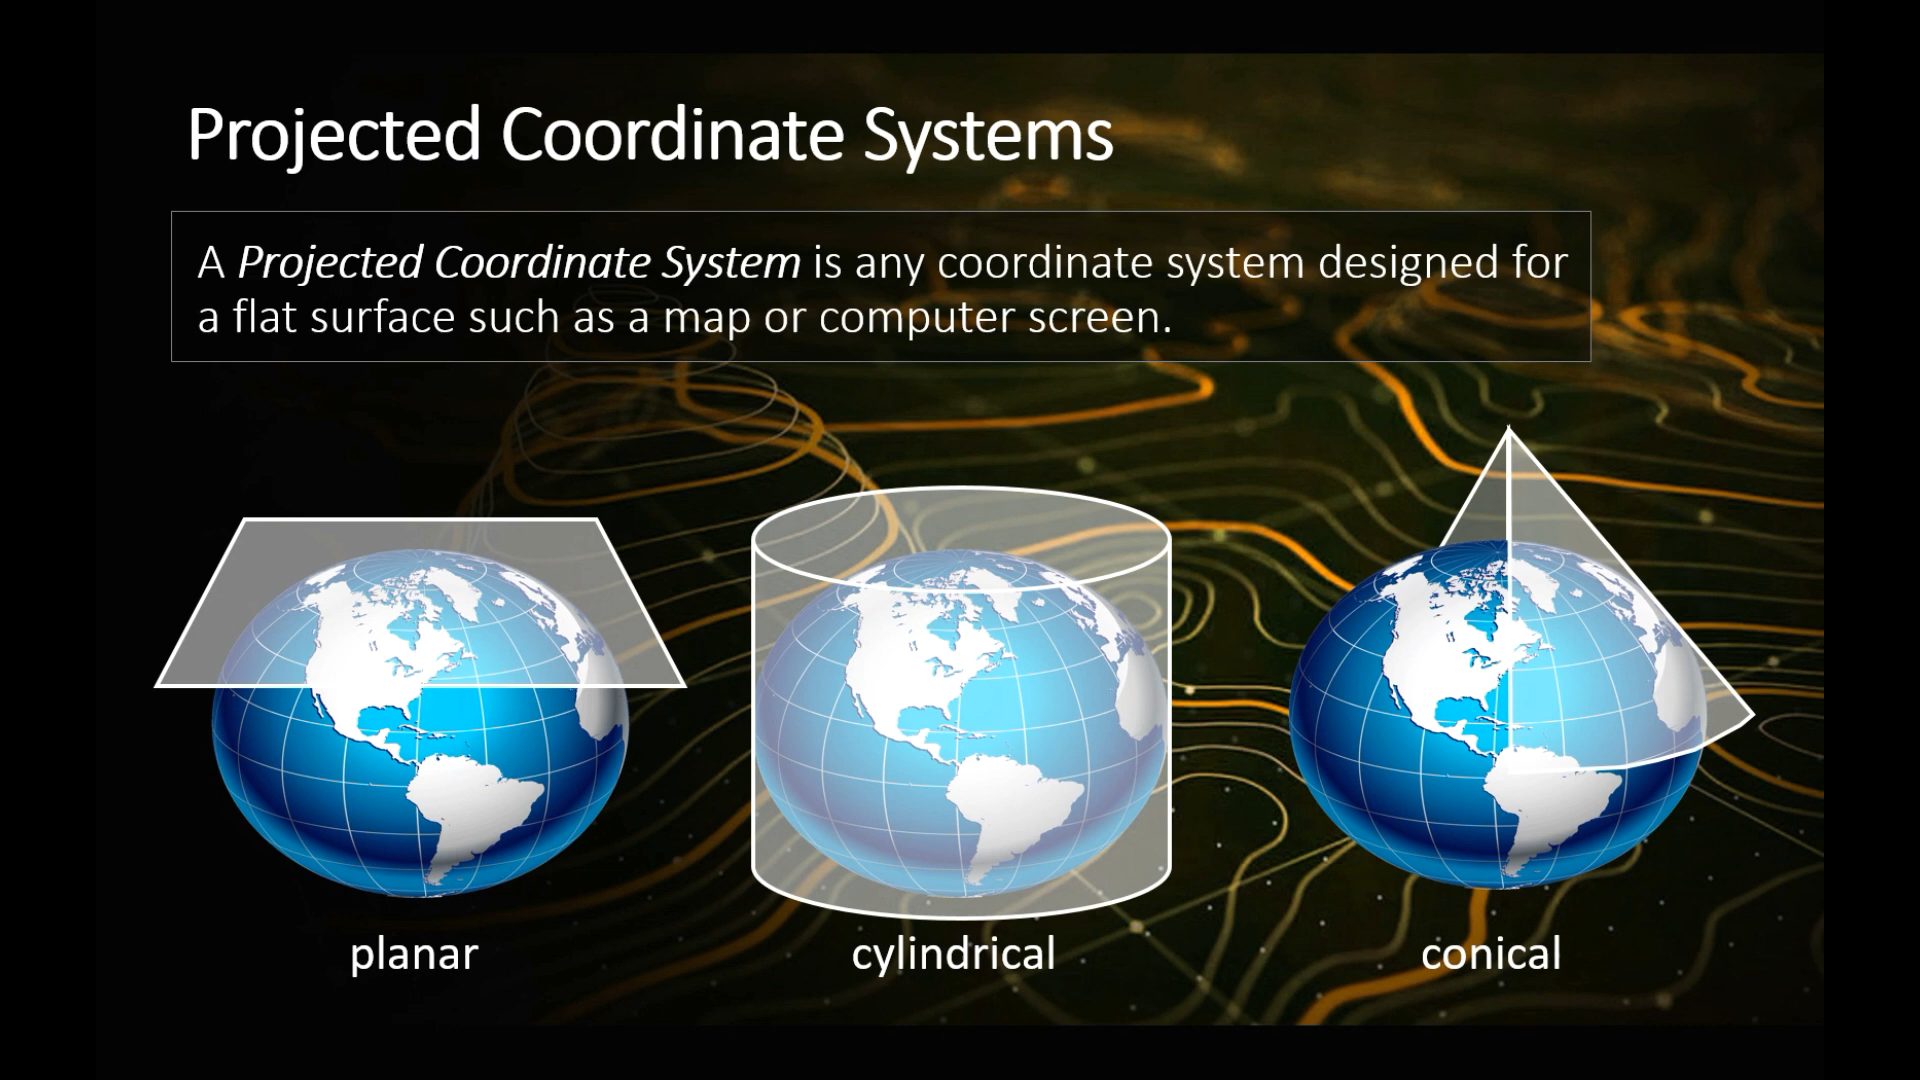 Projected Coordinate Systems
A Projected Coordinate System is any coordinate system designed for
a flat surface such as a map or computer screen.
planar
cylindrical
conical